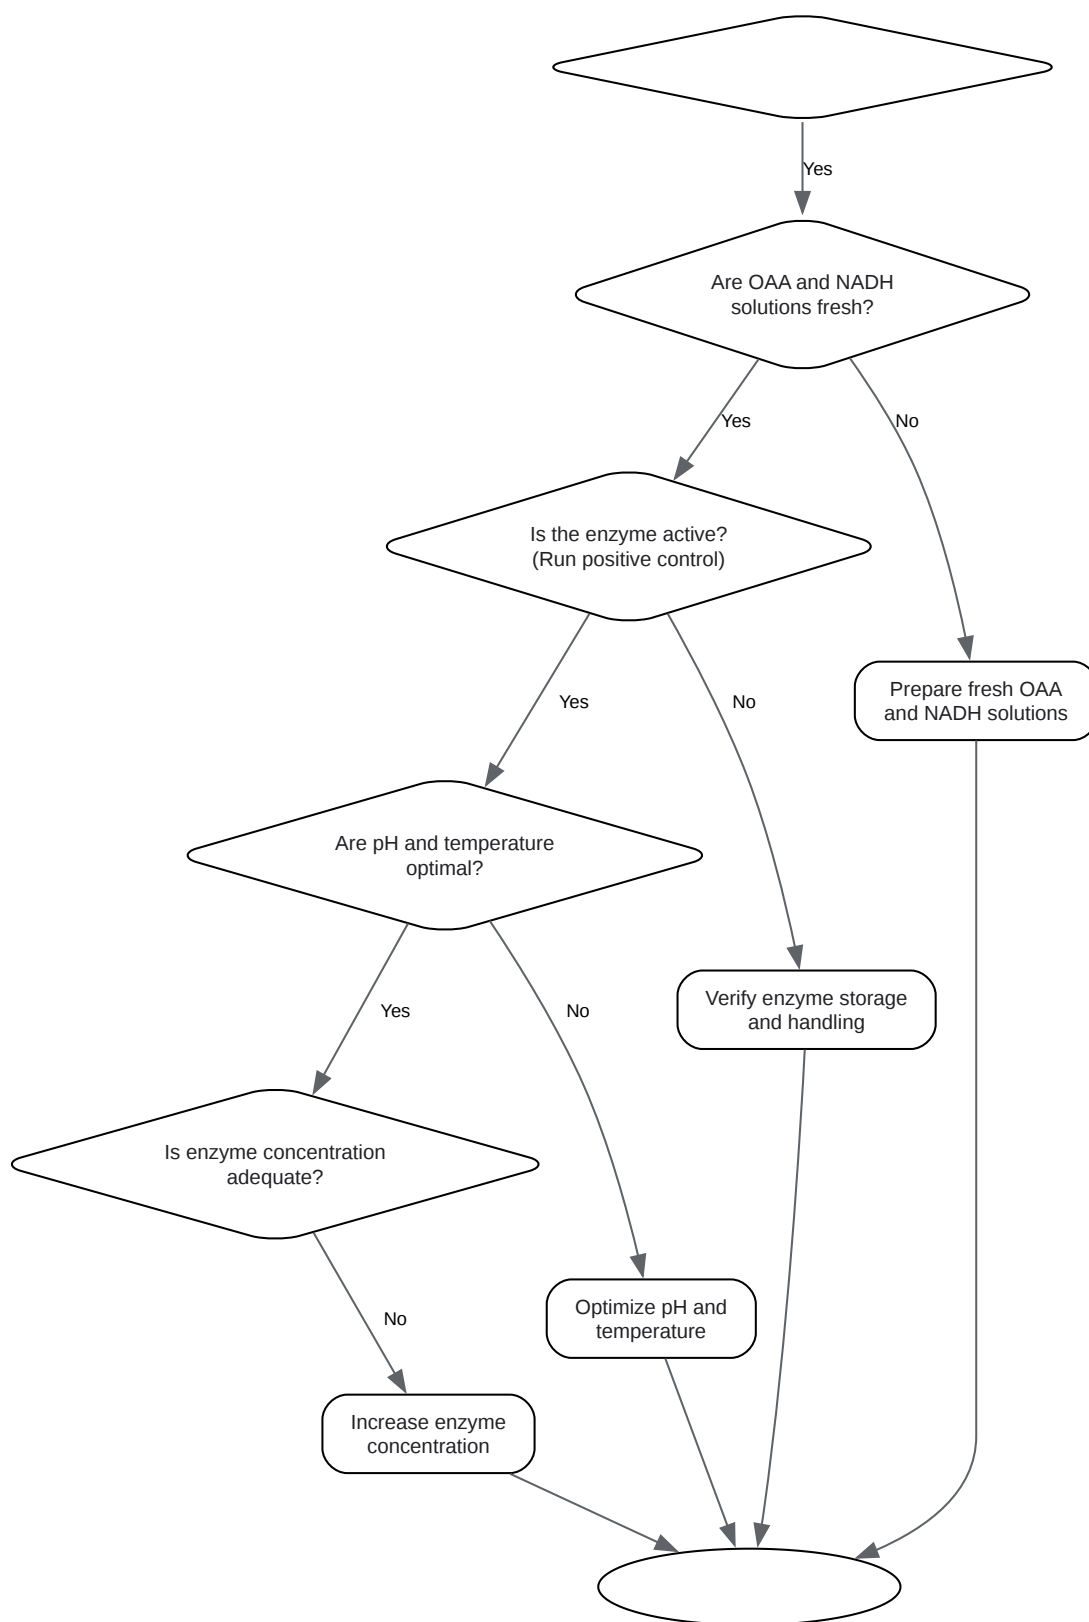 Yes
Are OAA and NADH
solutions fresh?
Yes
No
Is the enzyme active?
(Run positive control)
Prepare fresh OAA
and NADH solutions
Yes
No
Are pH and temperature
optimal?
Verify enzyme storage
and handling
Yes
No
Is enzyme concentration
adequate?
Optimize pH and
temperature
No
Increase enzyme
concentration